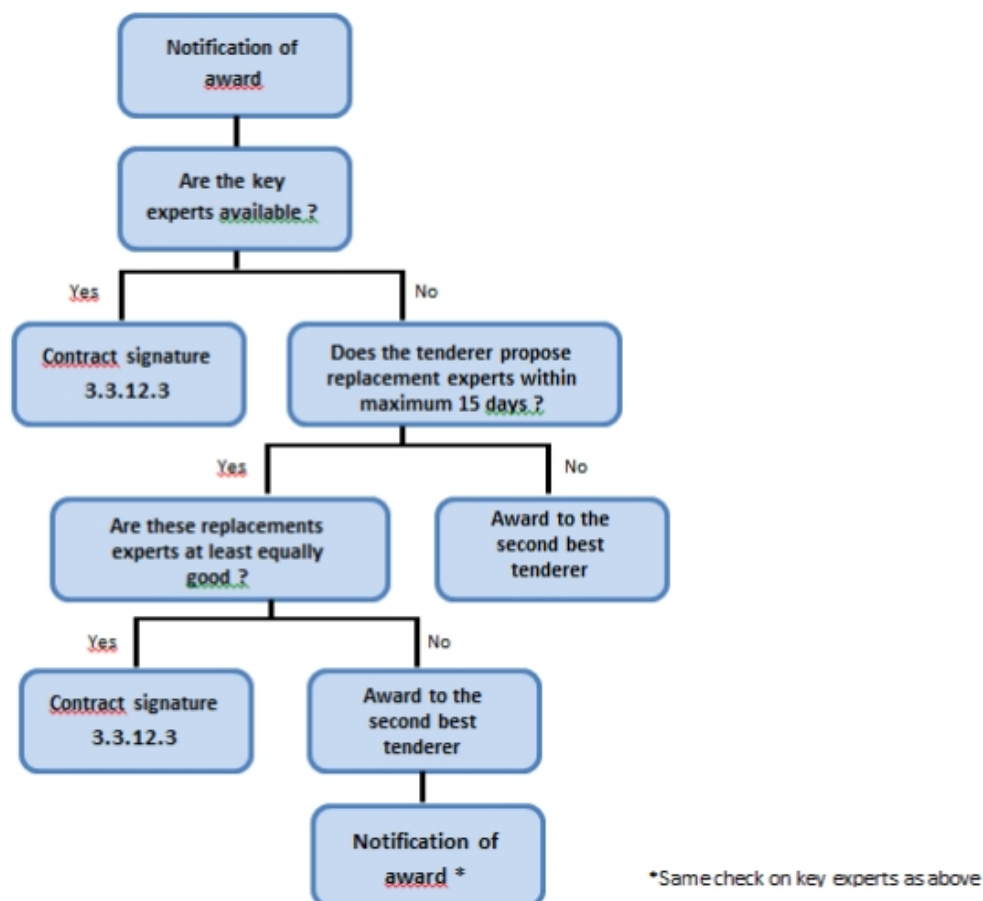 Notification of
award
Are the key
experts available ?
Yes
No
Contract signature
3.3.12.3
Does the tenderer propose
replacement experts within
maximum 15 days ?
Yes
No
Are these replacements
experts at least equally
good ?
Award to the
second best
tenderer
Yes
No
Contract signature
3.3.12.3
Award to the
second best
tenderer
Notification of
award *
*Same check on key experts as above